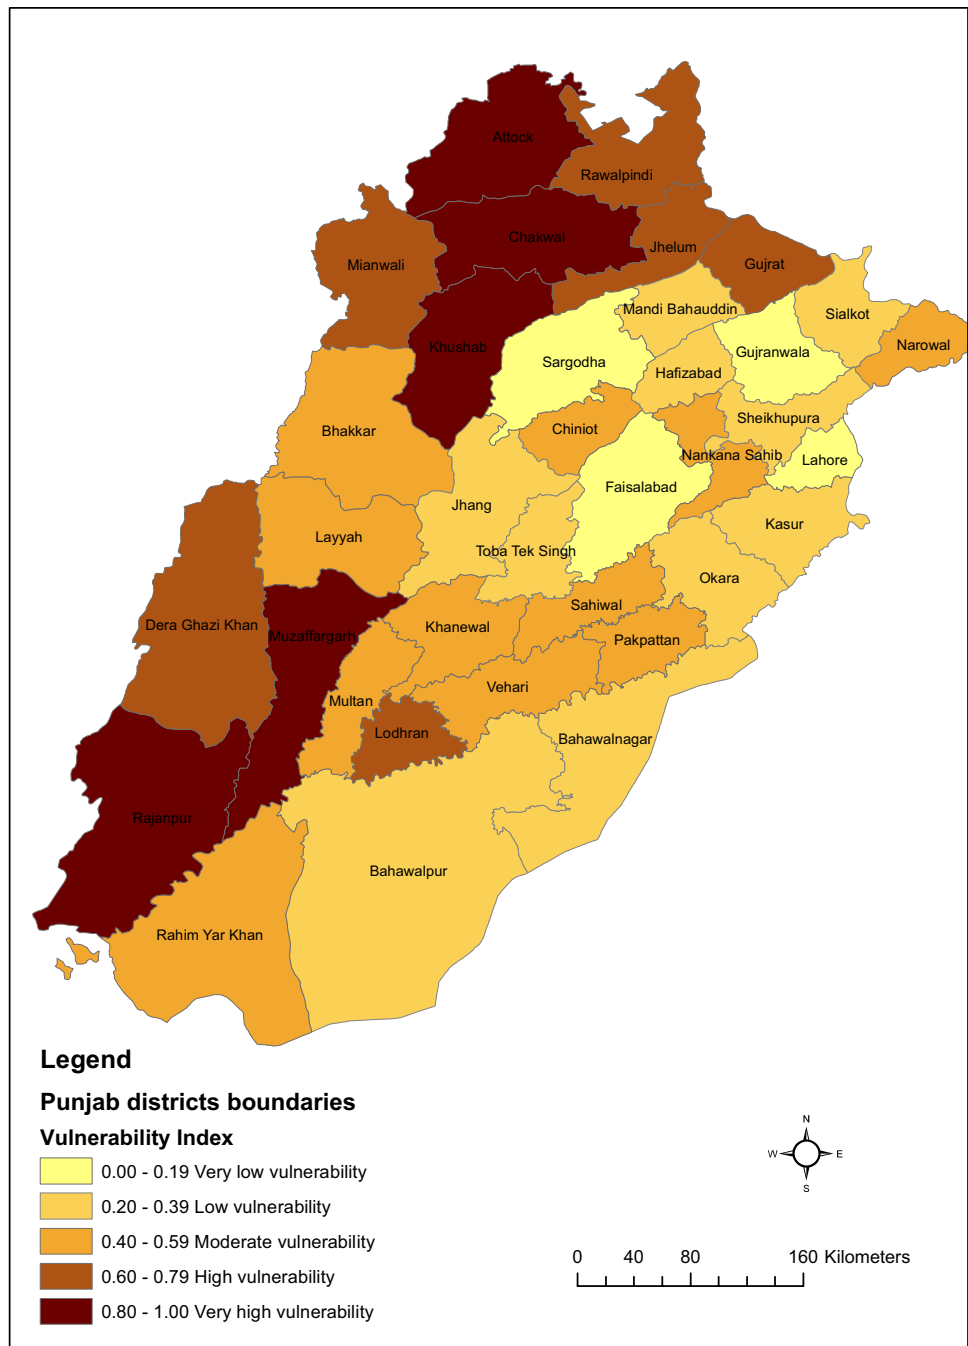 Attock
Rawalpindi
Chakwal
Jhelum
Mianwali
Gujrat
Mandi Bahauddin
Sialkot
Khushab
Narowal
Gujranwala
Sargodha
Hafizabad
Sheikhupura
Bhakkar
Chiniot
Nankana Sahib
Lahore
Faisalabad
Jhang
Kasur
Layyah
Toba Tek Singh
Okara
Sahiwal
Dera Ghazi Khan
Khanewal
Muzaffargarh
Pakpattan
Vehari
Multan
Lodhran
Bahawalnagar
Rajanpur
Bahawalpur
Rahim Yar Khan
Legend
Punjab districts boundaries
Vulnerability Index
0.00 - 0.19 Very low vulnerability
0.20 - 0.39 Low vulnerability
0.40 - 0.59 Moderate vulnerability
0.60 - 0.79 High vulnerability
0.80 - 1.00 Very high vulnerability
N
W E
S
0 40 80 160 Kilometers